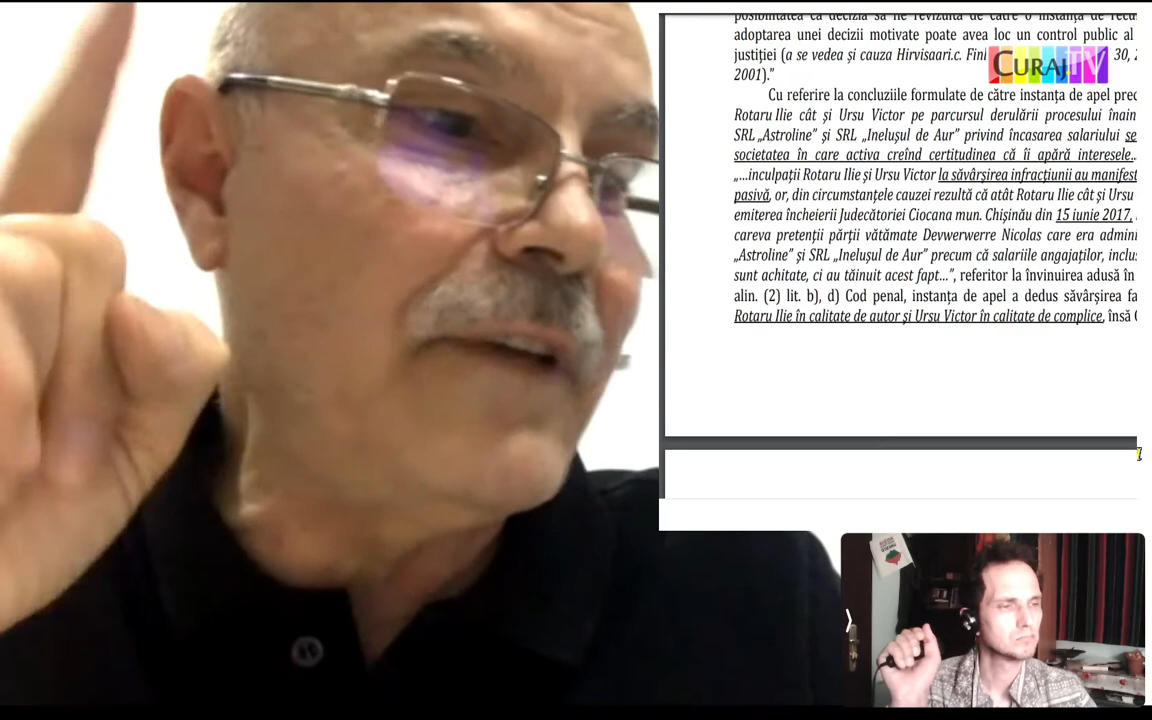 posibilitatea ca decizia să fie revizuită de către o instanță de recu
adoptarea unei decizii motivate poate avea loc un control public al
justiției (a se vedea și cauza Hirvisaari.c. Finl 30, 2
2001).”
CURAJ.TV
Cu referire la concluziile formulate de către instanța de apel prec
Rotaru Ilie cât și Ursu Victor pe parcursul derulării procesului înain
SRL „Astroline” și SRL „Inelușul de Aur” privind încasarea salariului se
societatea în care activa creînd certitudinea că îi apără interesele..
„...inculpații Rotaru Ilie și Ursu Victor la săvârșirea infracțiunii au manifest
pasivă, or, din circumstanțele cauzei rezultă că atât Rotaru Ilie cât și Ursu
emiterea încheierii Judecătoriei Ciocana mun. Chișinău din 15 iunie 2017,
careva pretenții părții vătămate Devwerwerre Nicolas care era admini
„Astroline” și SRL „Inelușul de Aur” precum că salariile angajaților, inclus
sunt achitate, ci au tăinuit acest fapt...”, referitor la învinuirea adusă în
alin. (2) lit. b), d) Cod penal, instanța de apel a dedus săvârșirea fa
Rotaru Ilie în calitate de autor și Ursu Victor în calitate de complice, însă